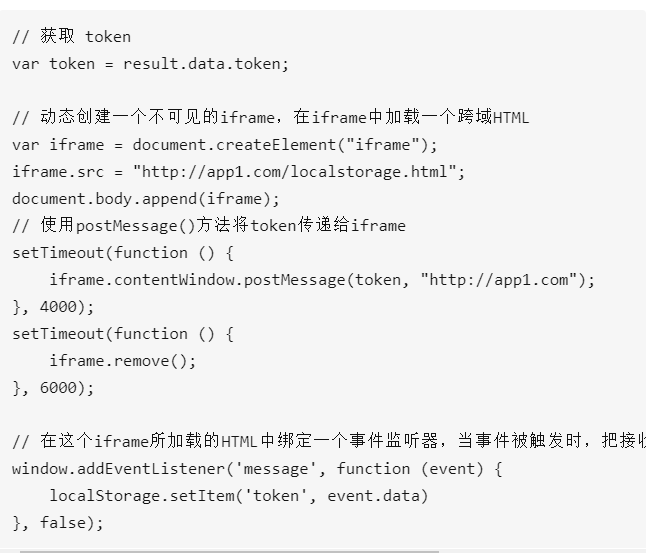 // 获取 token
var token = result.data.token;
// 动态创建一个不可见的iframe，在iframe中加载一个跨域HTML
var iframe = document.createElement("iframe");
iframe.src = "http://app1.com/localstorage.html";
document.body.append(iframe);
// 使用postMessage()方法将token传递给iframe
setTimeout(function () {
    iframe.contentWindow.postMessage(token, "http://app1.com");
}, 4000);
setTimeout(function () {
    iframe.remove();
}, 6000);
// 在这个iframe所加载的HTML中绑定一个事件监听器，当事件被触发时，把接收
window.addEventListener('message', function (event) {
    localStorage.setItem('token', event.data)
}, false);